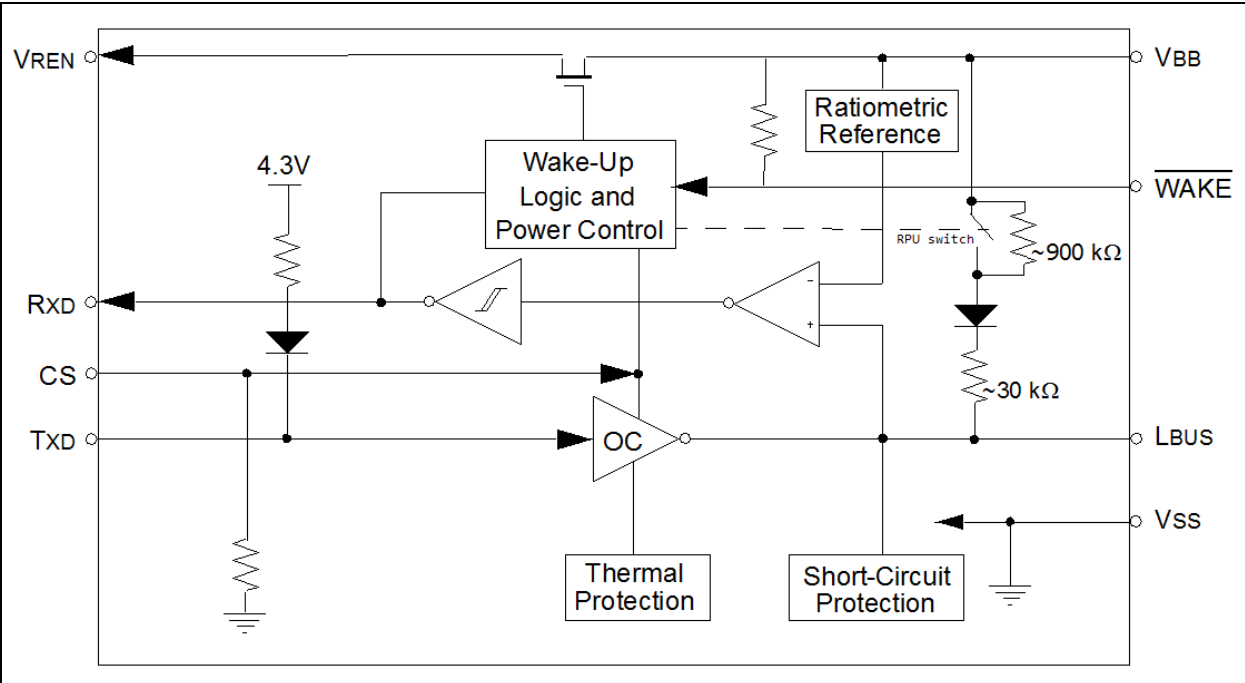 VREN
VBB
Ratiometric
Reference
4.3V
Wake-Up
Logic and
Power Control
WAKE
RPU switch
~900 kΩ
RXD
-
+
CS
~30 kΩ
TXD
OC
LBUS
VSS
Thermal
Protection
Short-Circuit
Protection